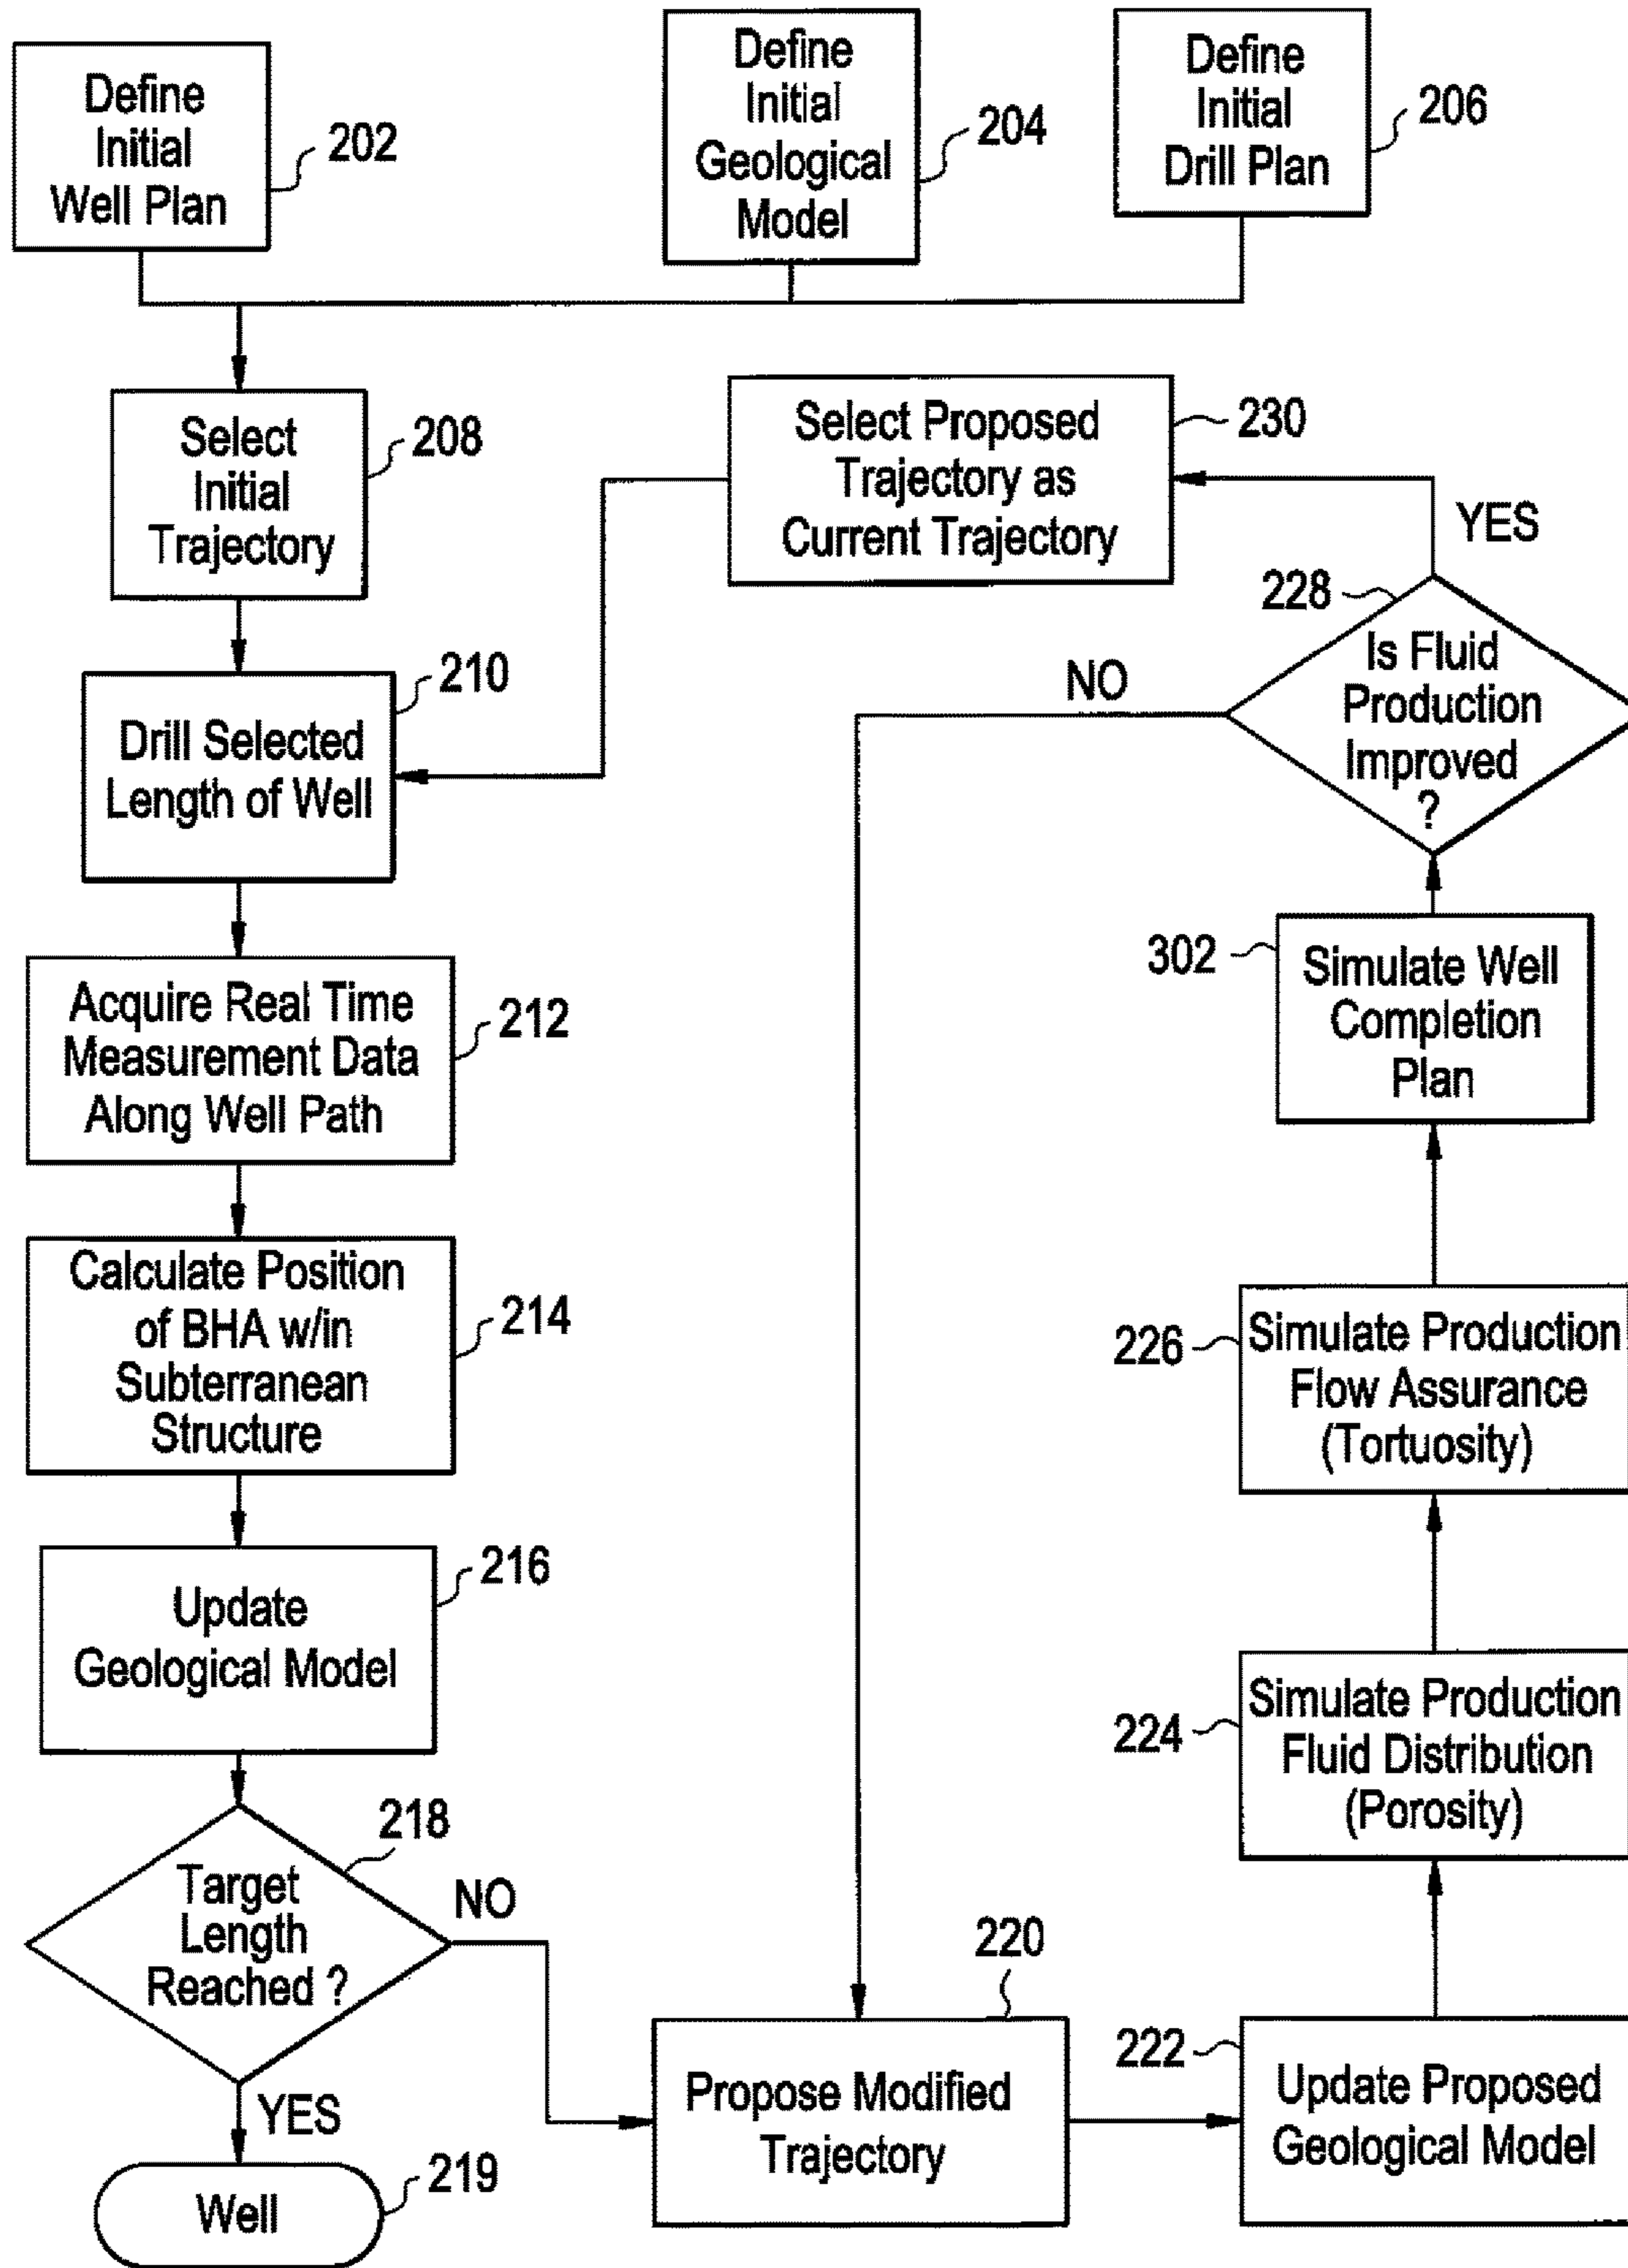 Define
Initial
Well Plan
202
Define
Initial
Geological
Model
204
Define
Initial
Drill Plan
206
Select
Initial
Trajectory
208
Select Proposed
Trajectory as
Current Trajectory
230
YES
228
Is Fluid
Production
Improved
?
NO
210
Drill Selected
Length of Well
302
Simulate Well
Completion
Plan
Acquire Real Time
Measurement Data
Along Well Path
212
Calculate Position
of BHA w/in
Subterranean
Structure
214
226
Simulate Production
Flow Assurance
(Tortuosity)
216
Update
Geological Model
224
Simulate Production
Fluid Distribution
(Porosity)
218
Target
Length
Reached ?
NO
YES
219
Well
220
Propose Modified
Trajectory
222
Update Proposed
Geological Model